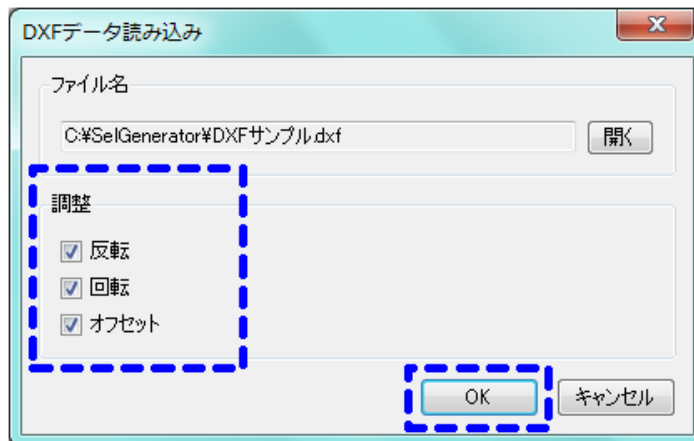 DXFデータ読み込み
ファイル名
C:¥SelGenerator¥DXFサンプル.dxf
開く
調整
反転
回転
オフセット
OK
キャンセル